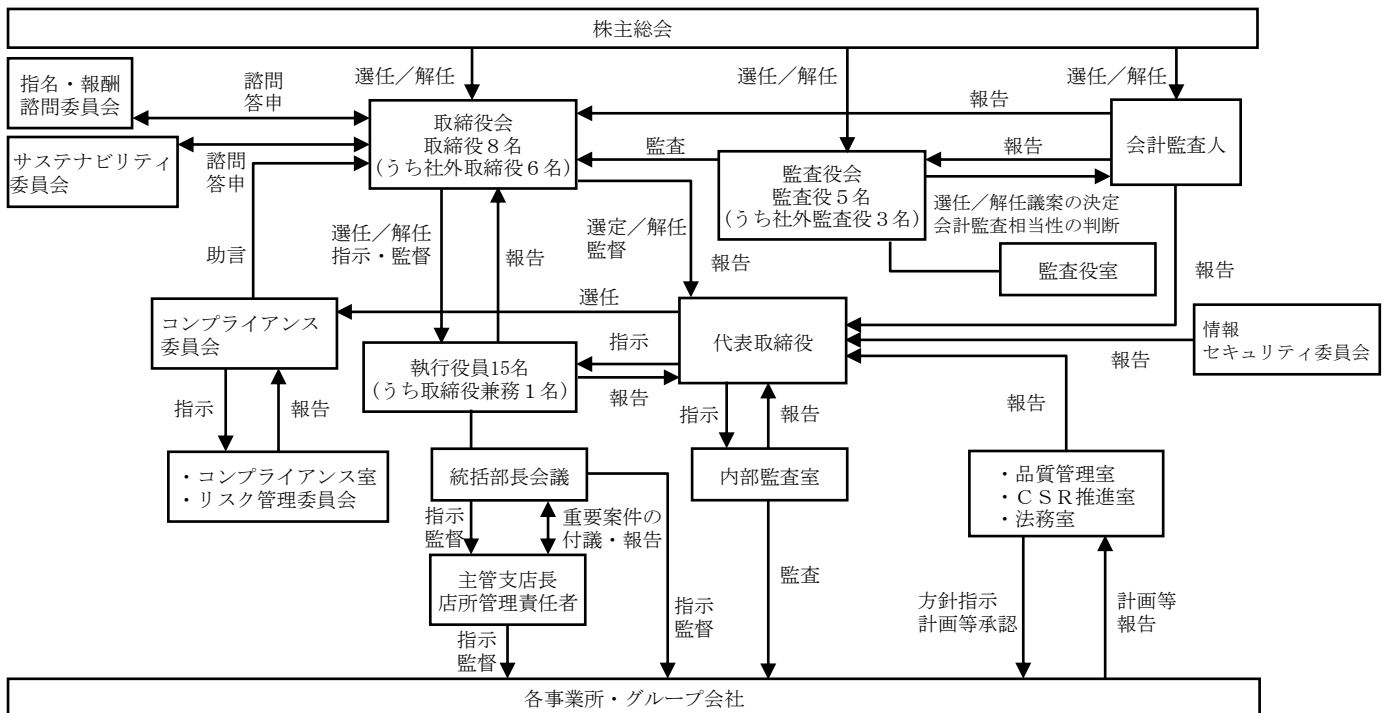 株主総会
指名・報酬
諮問委員会
諮問
答申
選任／解任
選任／解任
選任／解任
報告
取締役会
取締役８名
(うち社外取締役６名)
会計監査人
サステナビリティ
委員会
諮問
答申
監査
報告
監査役会
監査役５名
(うち社外監査役３名)
選任／解任議案の決定
会計監査相当性の判断
助言
選任／解任
指示・監督
報告
選定／解任
監督
報告
監査役室
報告
選任
コンプライアンス
委員会
代表取締役
情報
セキュリティ委員会
報告
執行役員15名
(うち取締役兼務１名)
指示
報告
指示
報告
指示
報告
報告
・コンプライアンス室
・リスク管理委員会
統括部長会議
内部監査室
・品質管理室
・ＣＳＲ推進室
・法務室
指示
監督
重要案件の
付議・報告
主管支店長
店所管理責任者
監査
指示
監督
指示
監督
方針指示
計画等承認
計画等
報告
各事業所・グループ会社